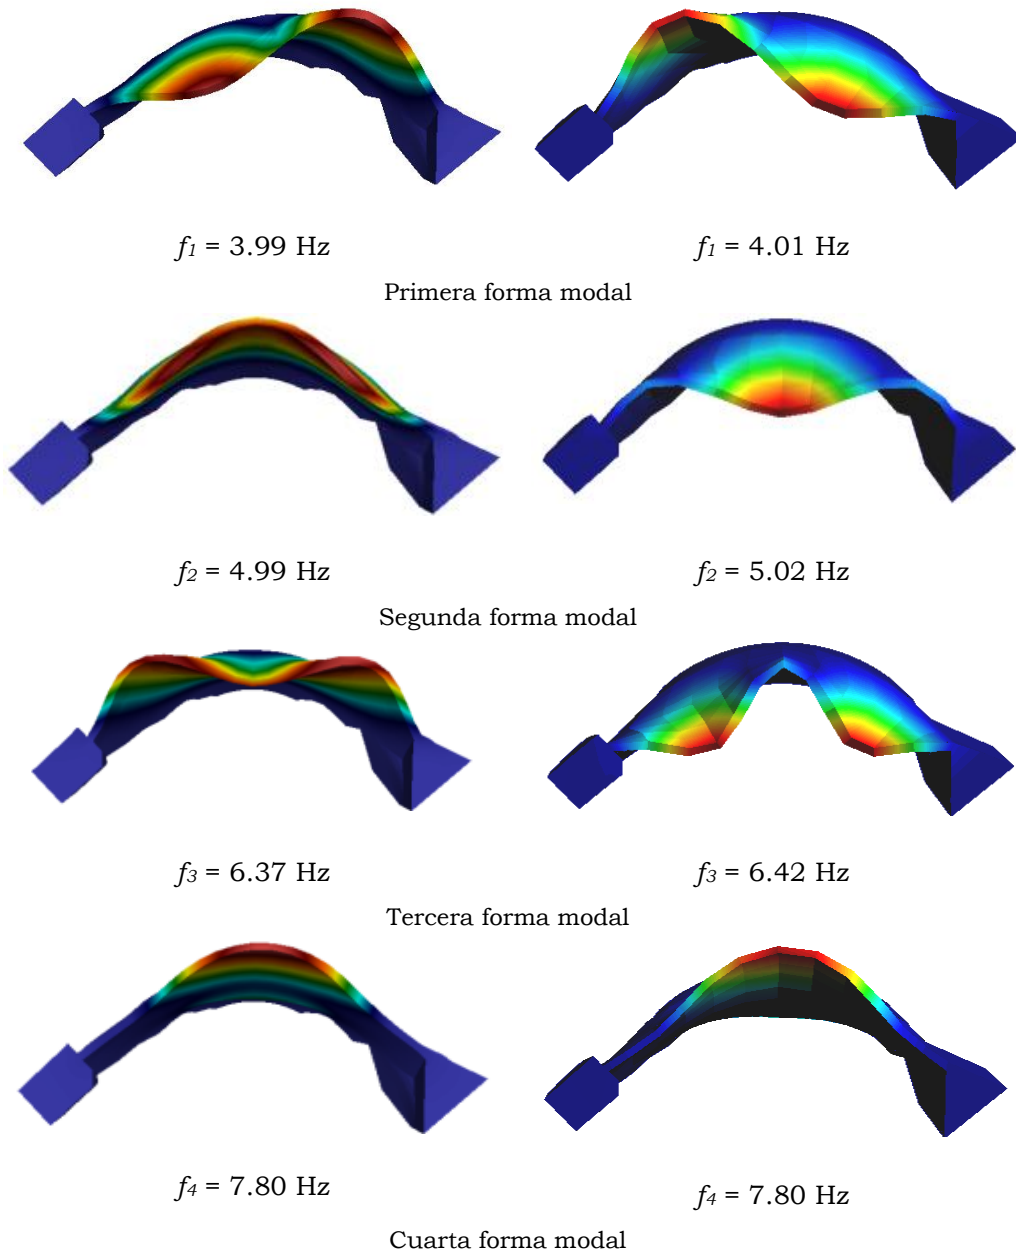 f1 = 3.99 Hz
f1 = 4.01 Hz
Primera forma modal
f2 = 4.99 Hz
f2 = 5.02 Hz
Segunda forma modal
f3 = 6.37 Hz
f3 = 6.42 Hz
Tercera forma modal
f4 = 7.80 Hz
f4 = 7.80 Hz
Cuarta forma modal